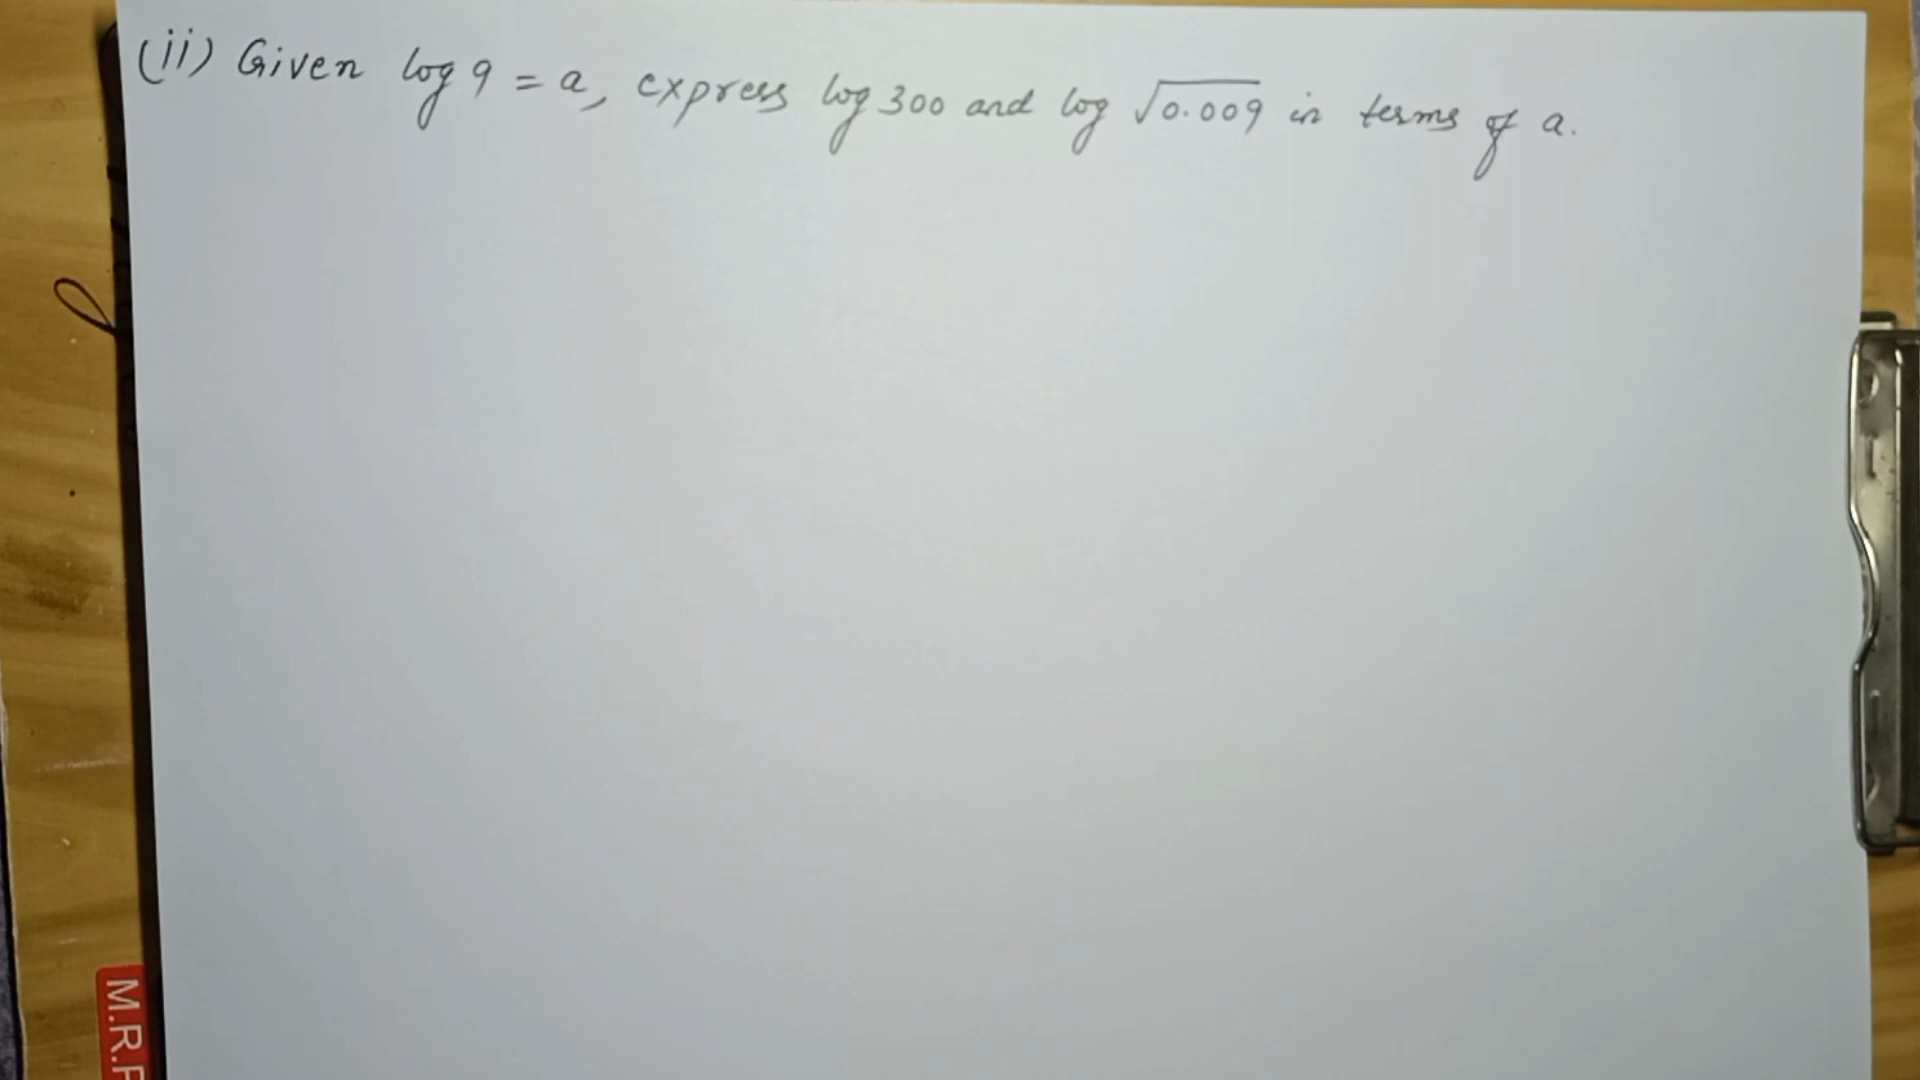 (ii) Given log 9 = a, express log 300 and log √0.009 in terms of a.
M.R.P